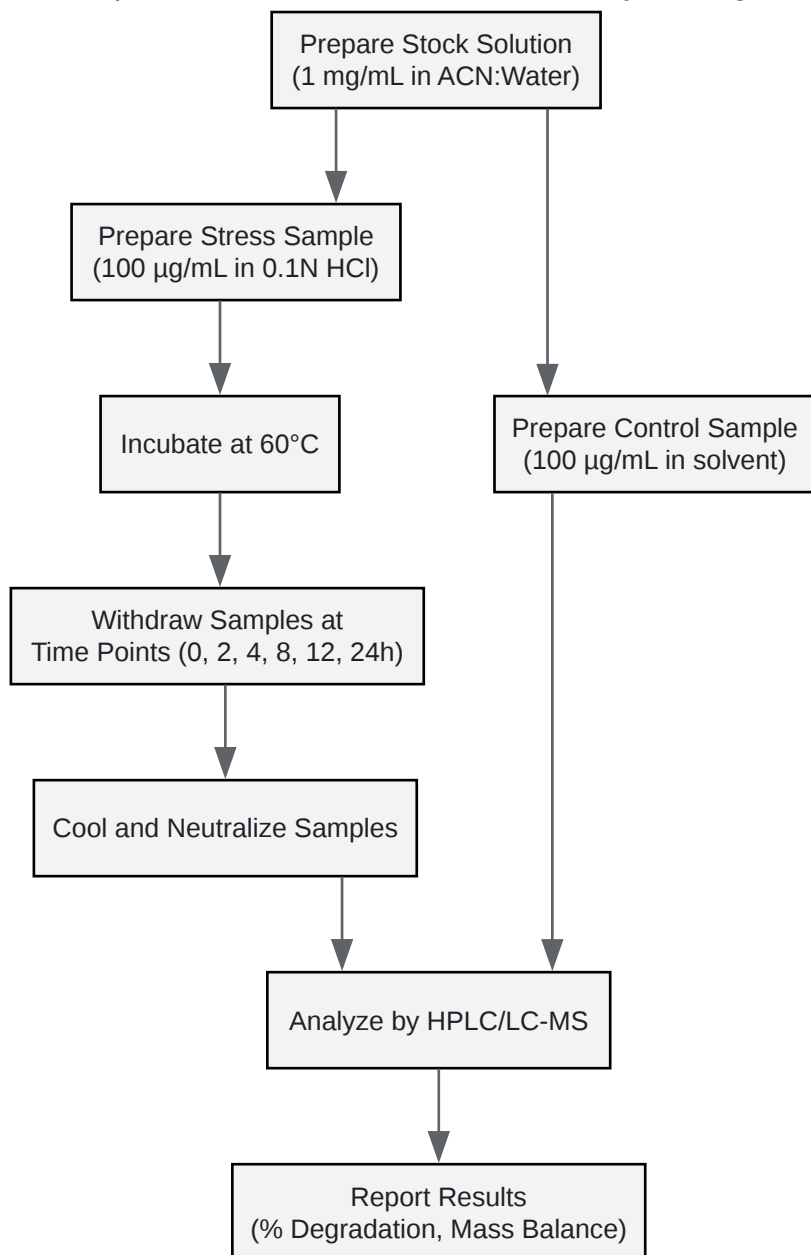 Prepare Stock Solution
(1 mg/mL in ACN:Water)
Prepare Stress Sample
(100 µg/mL in 0.1N HCl)
Incubate at 60°C
Prepare Control Sample
(100 µg/mL in solvent)
Withdraw Samples at
Time Points (0, 2, 4, 8, 12, 24h)
Cool and Neutralize Samples
Analyze by HPLC/LC-MS
Report Results
(% Degradation, Mass Balance)